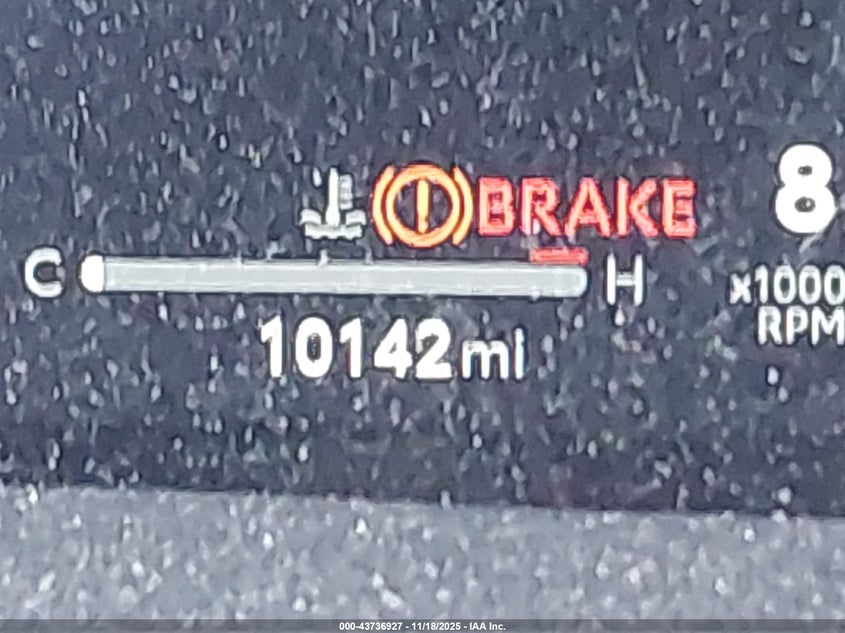 BRAKE
8
C
H
x1000
RPM
10142 mi
000-43736927 - 11/18/2025 - IAA Inc.